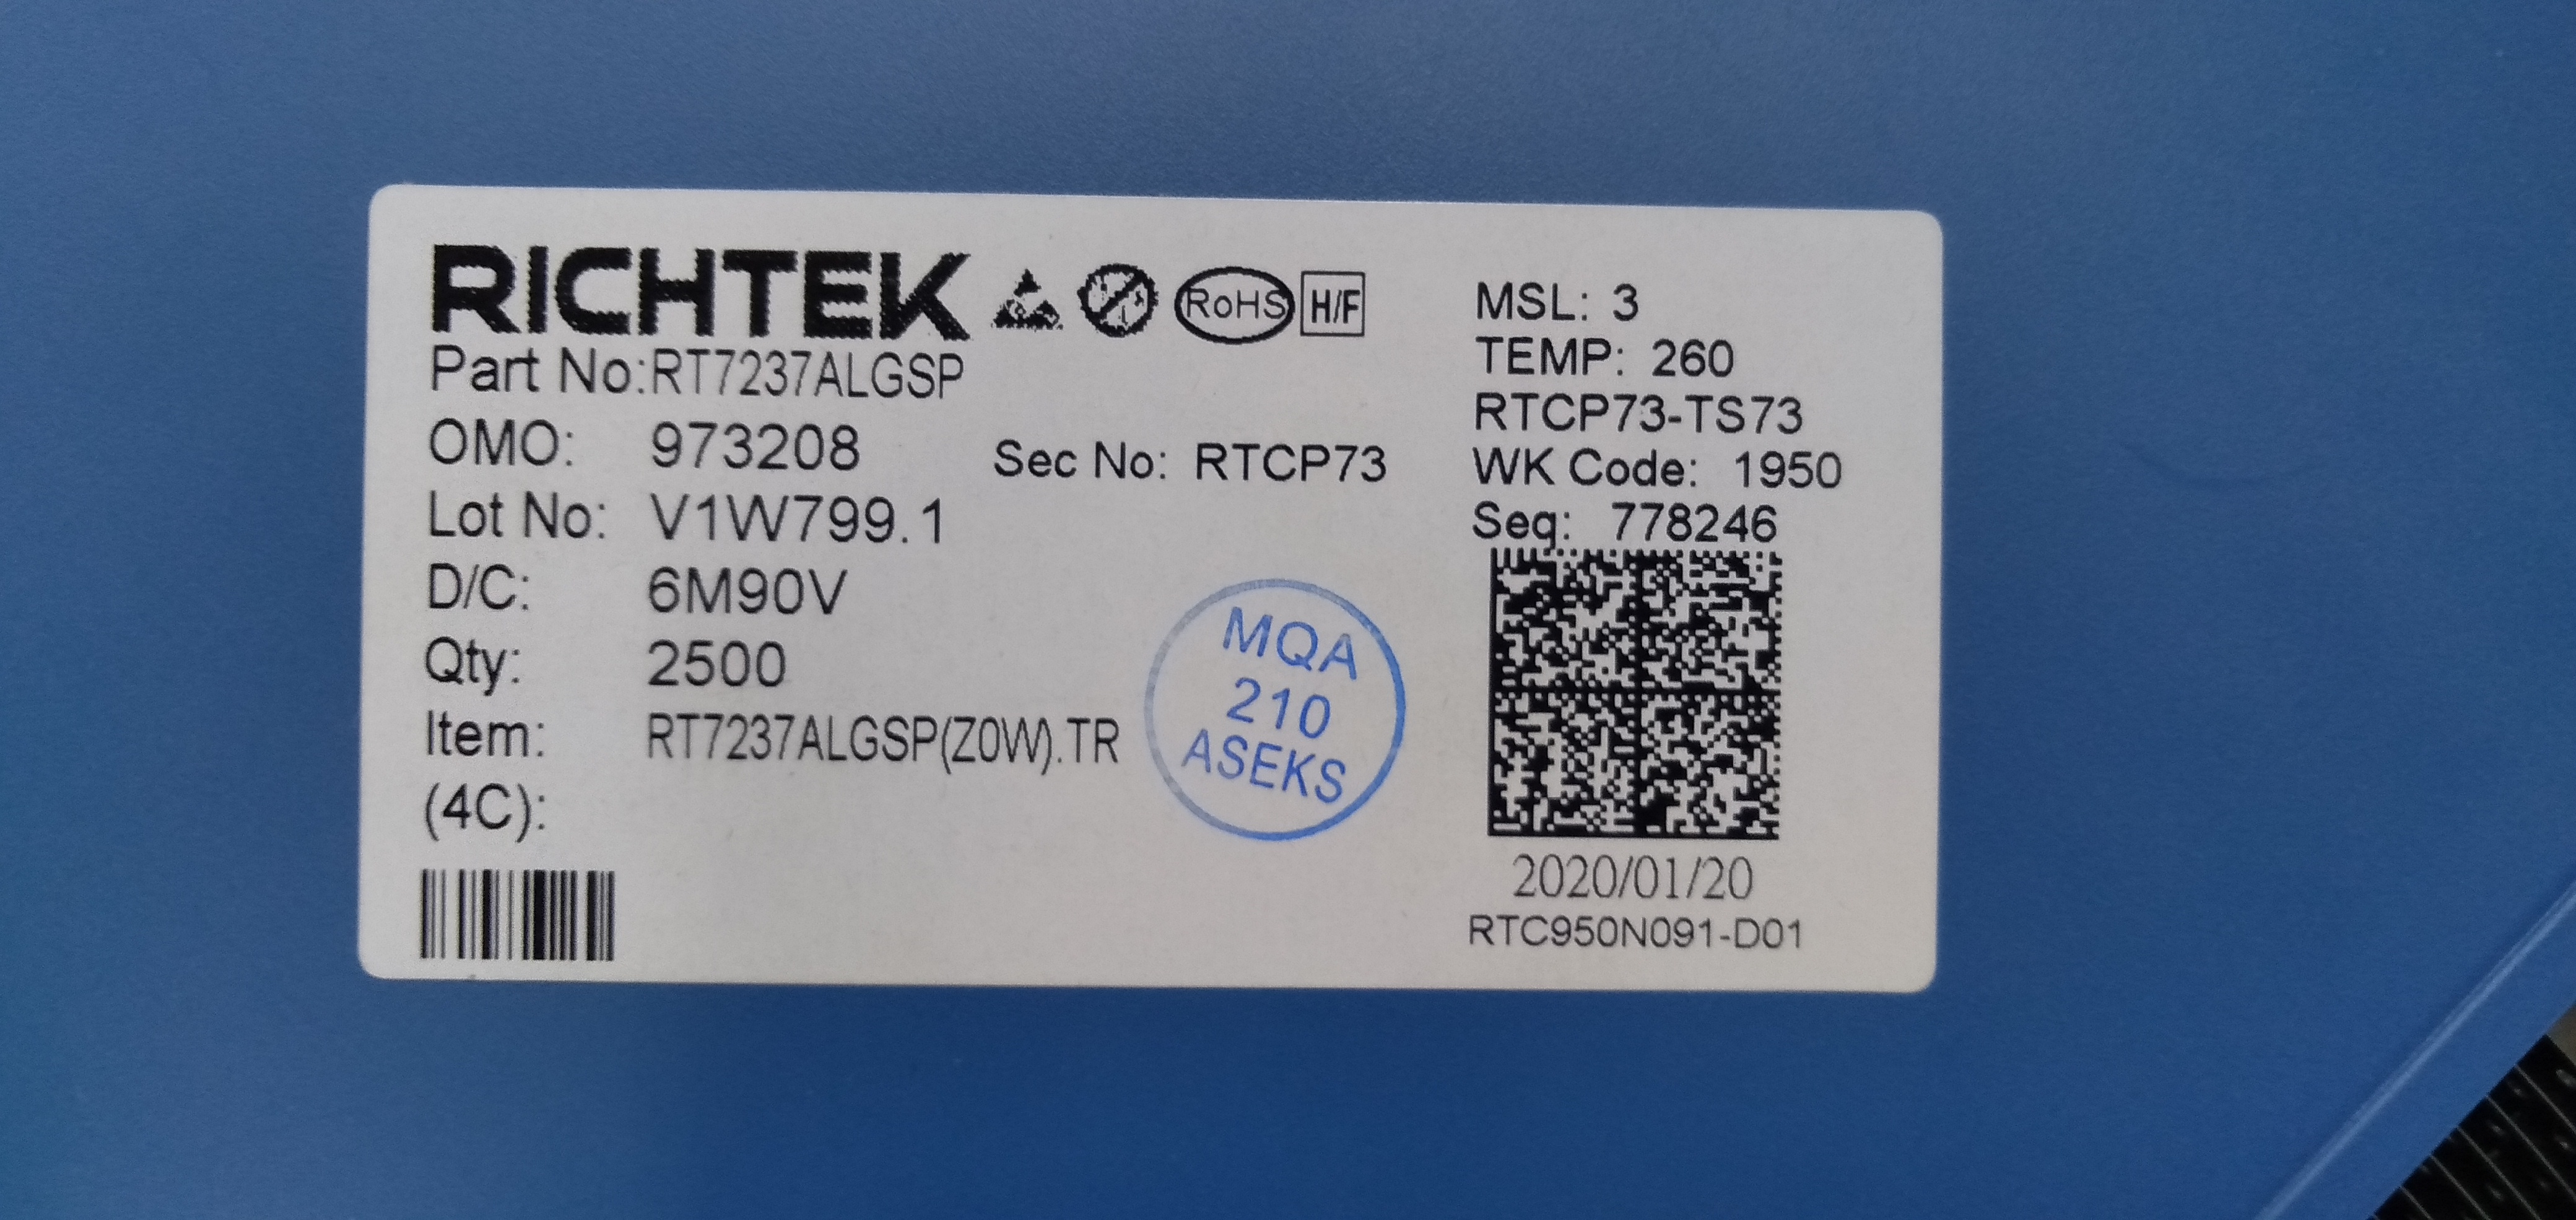 RICHTEK RoHS H/F
Part No:RT7237ALGSP
OMO: 973208
Sec No: RTCP73
Lot No: V1W799.1
D/C: 6M90V
Qty: 2500
Item: RT7237ALGSP(Z0W).TR
(4C):
MQA
210
ASEKS
MSL: 3
TEMP: 260
RTCP73-TS73
WK Code: 1950
Seq: 778246
2020/01/20
RTC950N091-D01